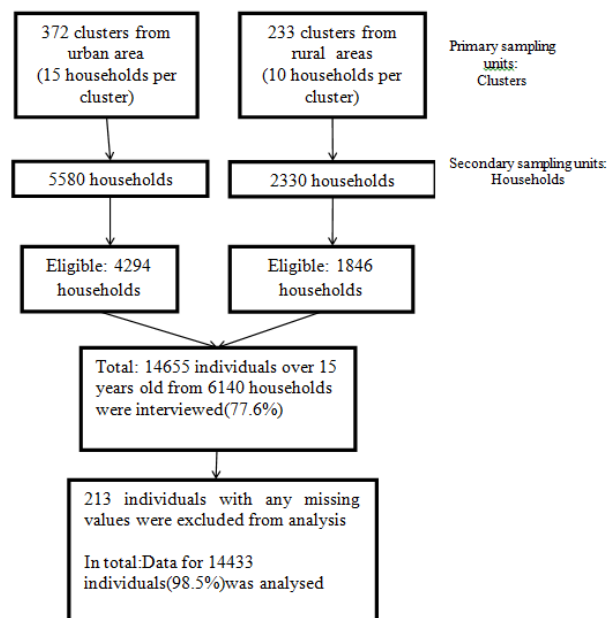 372 clusters from
urban area
(15 households per
cluster)
233 clusters from
rural areas
(10 households per
cluster)
Primary sampling
units:
Clusters
5580 households
2330 households
Secondary sampling units:
Households
Eligible: 4294
households
Eligible: 1846
households
Total: 14655 individuals over 15
years old from 6140 households
were interviewed(77.6%)
213 individuals with any missing
values were excluded from analysis
In total:Data for 14433
individuals(98.5%)was analysed